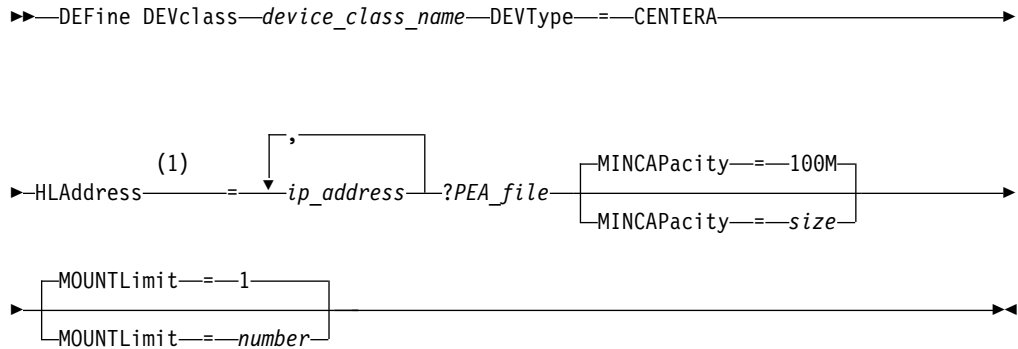 DEFine DEVclass device_class_name DEVType = CENTERA
,
(1)
HLAddress = ip_address ?PEA_file
MINCAPacity = 100M
MINCAPacity = size
MOUNTLimit = 1
MOUNTLimit = number